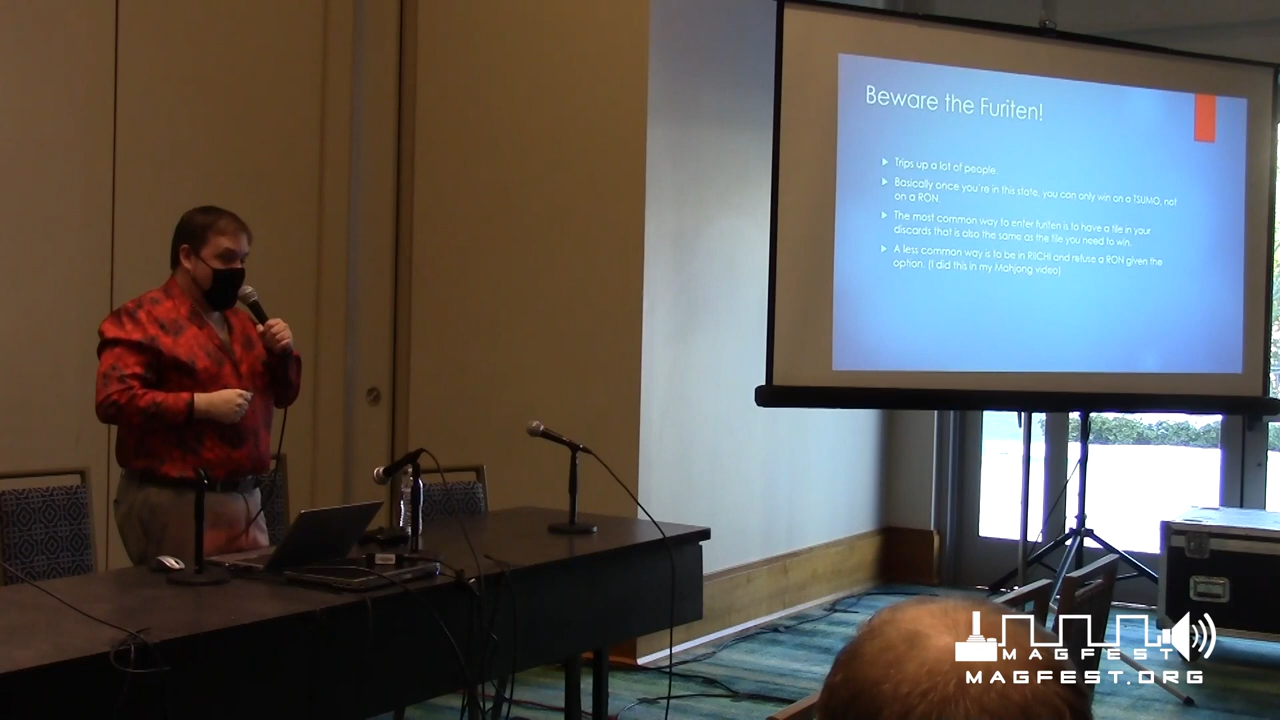 Beware the Furiten!
Trips up a lot of people.
Basically once you're in this state, you can only win on a TSUMO, not
on a RON.
The most common way to enter furiten is to have a tile in your
discards that is also the same as the tile you need to win.
A less common way is to be in RIICHI and refuse a RON given the
option. (I did this in my Mahjong video)
MAGFEST
MAGFEST.ORG